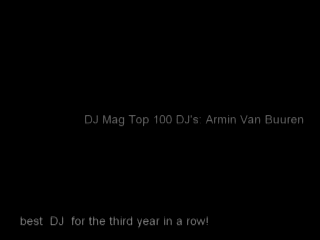 DJ Mag Top 100 DJ's: Armin Van Buuren
best DJ for the third year in a row!